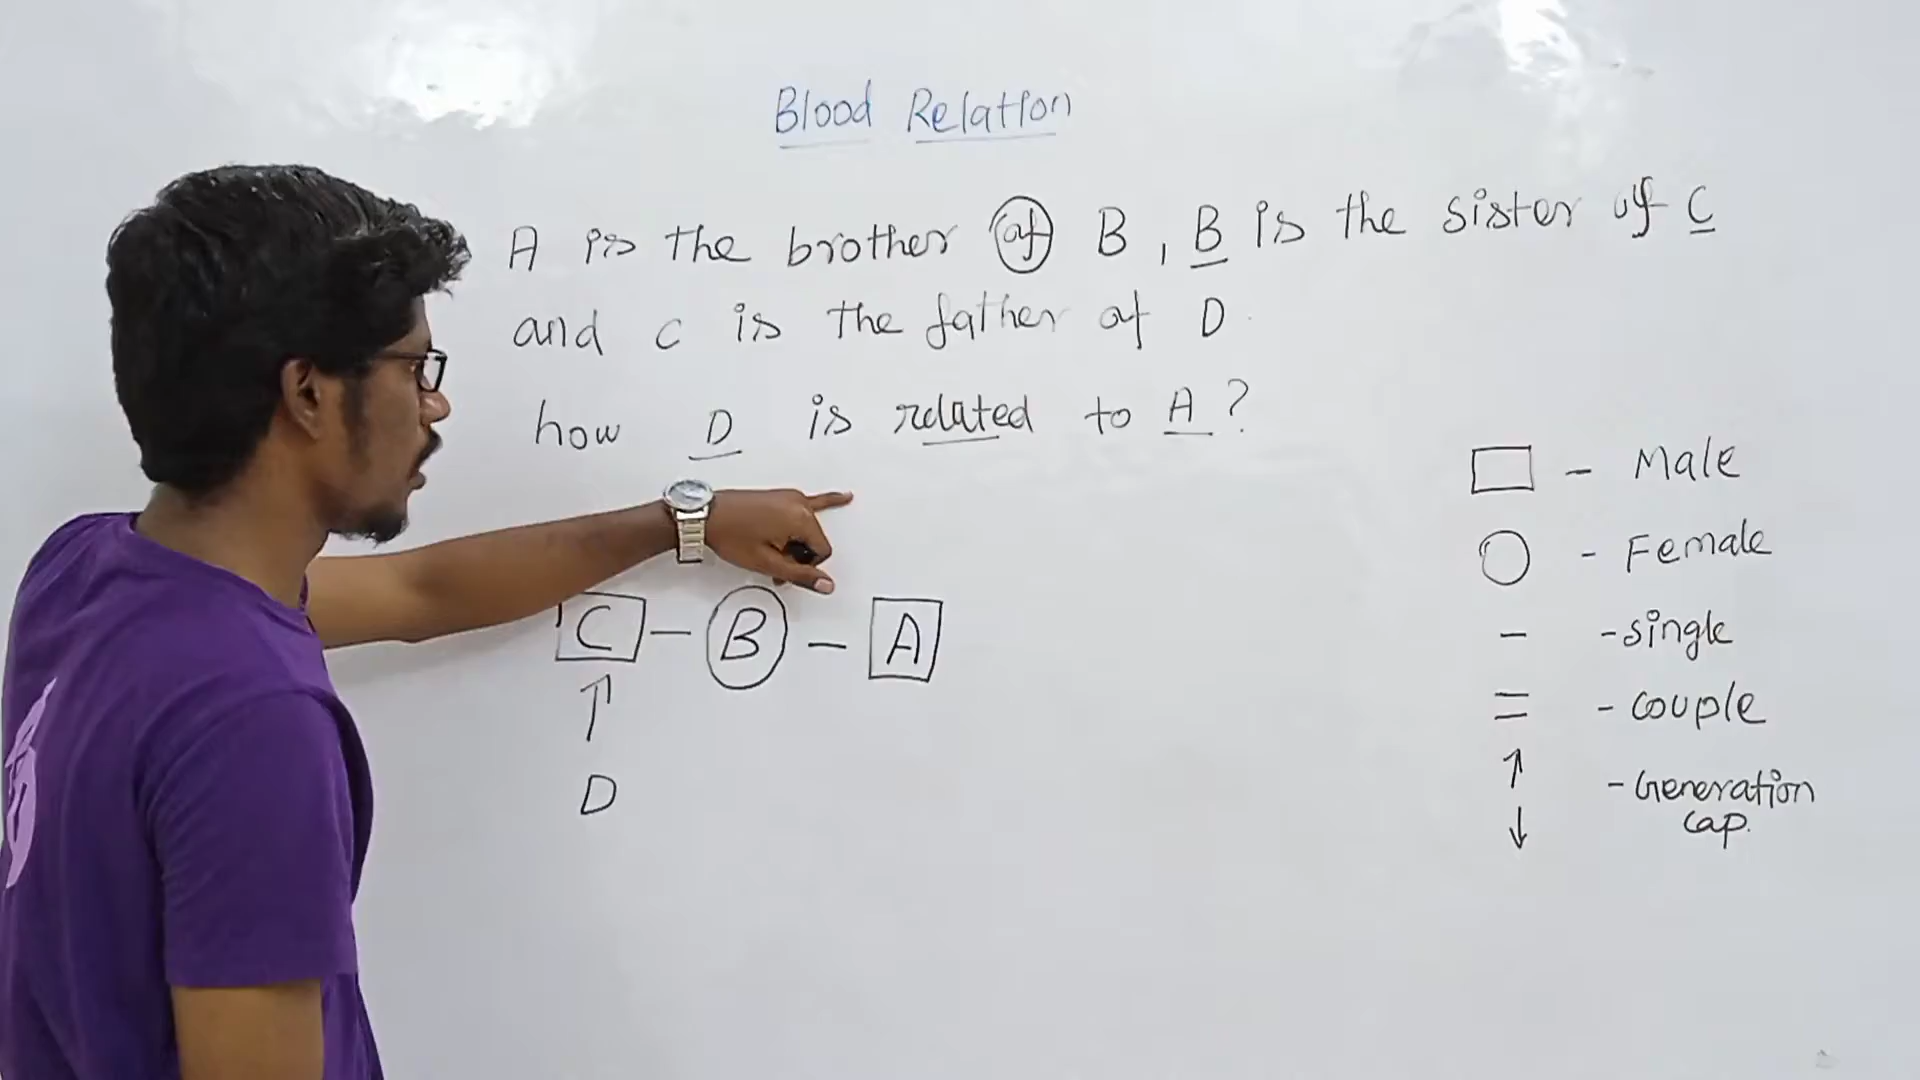 Blood Relation
A is the brother of B, B is the sister of C
and C is the father of D.
how D is related to A?
C - B - A
↑
D
- Male
- Female
- - single
= - couple
↑
↓ - Generation
Gap.